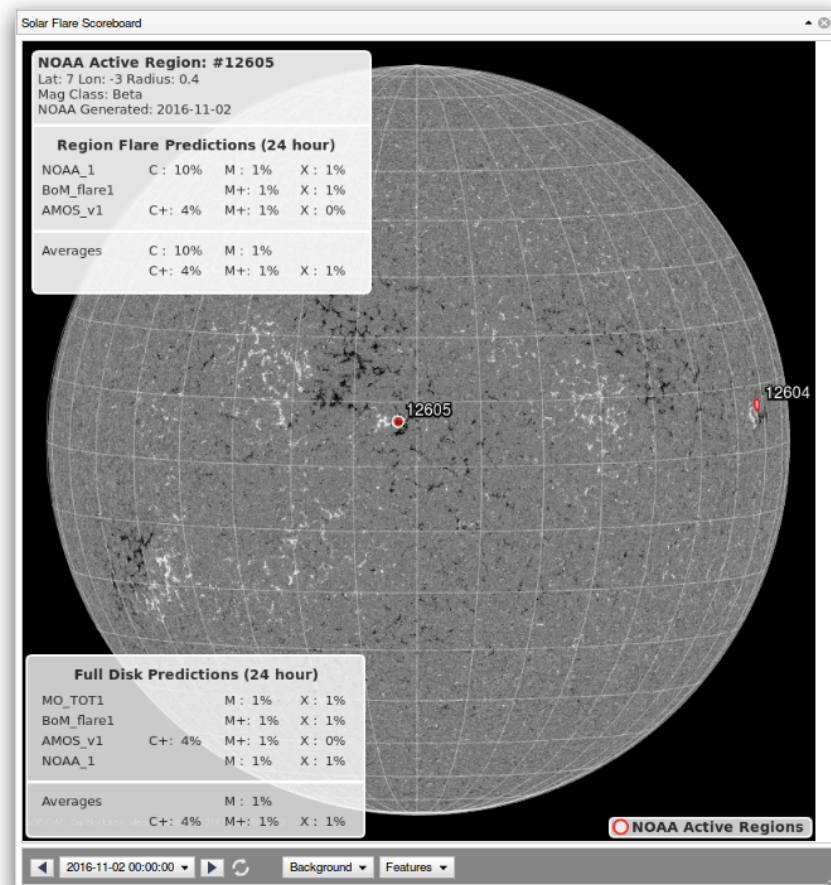 Solar Flare Scoreboard
NOAA Active Region: #12605
Lat: 7 Lon: -3 Radius: 0.4
Mag Class: Beta
NOAA Generated: 2016-11-02
Region Flare Predictions (24 hour)
NOAA_1 C : 10% M : 1% X : 1%
BoM_flare1 M+: 1% X : 1%
AMOS_v1 C+: 4% M+: 1% X : 0%
Averages C : 10% M : 1%
C+: 4% M+: 1% X : 1%
12604
12605
Full Disk Predictions (24 hour)
MO_TOT1 M : 1% X : 1%
BoM_flare1 M+: 1% X : 1%
AMOS_v1 C+: 4% M+: 1% X : 0%
NOAA_1 M : 1% X : 1%
Averages M : 1%
C+: 4% M+: 1% X : 1%
NOAA Active Regions
2016-11-02 00:00:00 Background Features